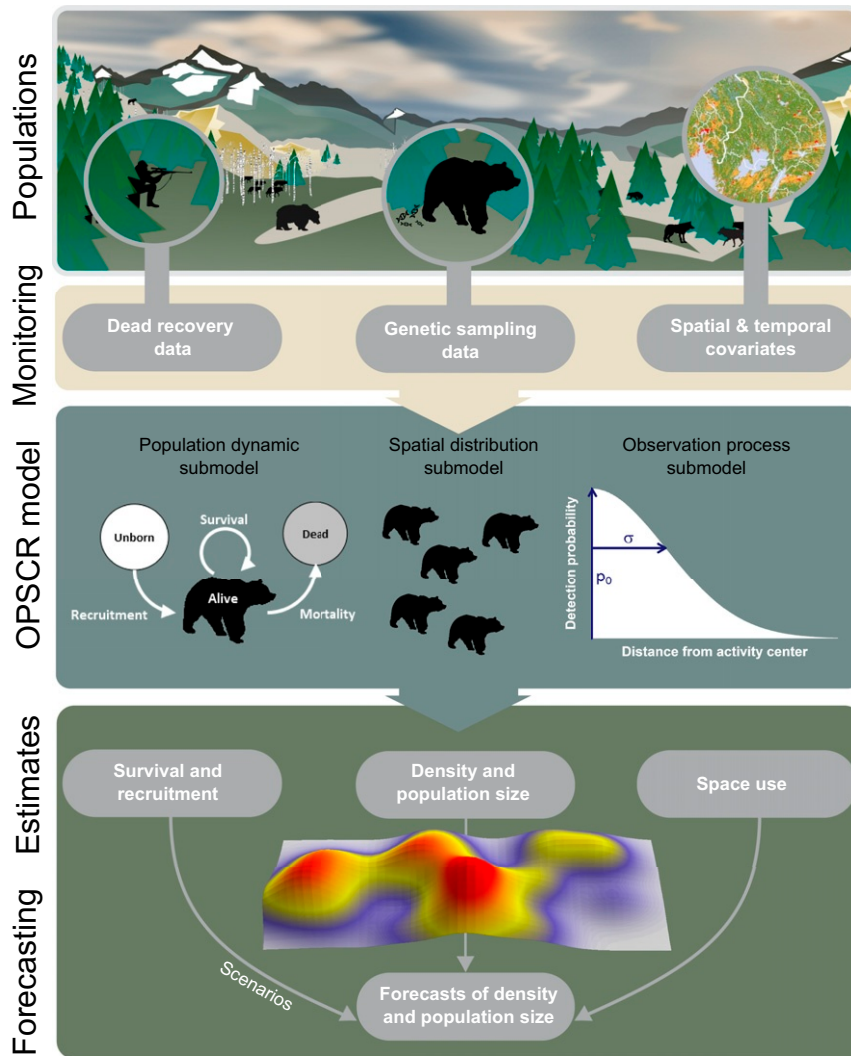 Populations
Monitoring
Dead recovery
data
Genetic sampling
data
Spatial & temporal
covariates
OPSCR model
Population dynamic
submodel
Spatial distribution
submodel
Observation process
submodel
Unborn
Survival
Dead
Alive
Recruitment
Mortality
Detection probability
σ
p0
Distance from activity center
Estimates
Survival and
recruitment
Density and
population size
Space use
Forecasting
Scenarios
Forecasts of density
and population size